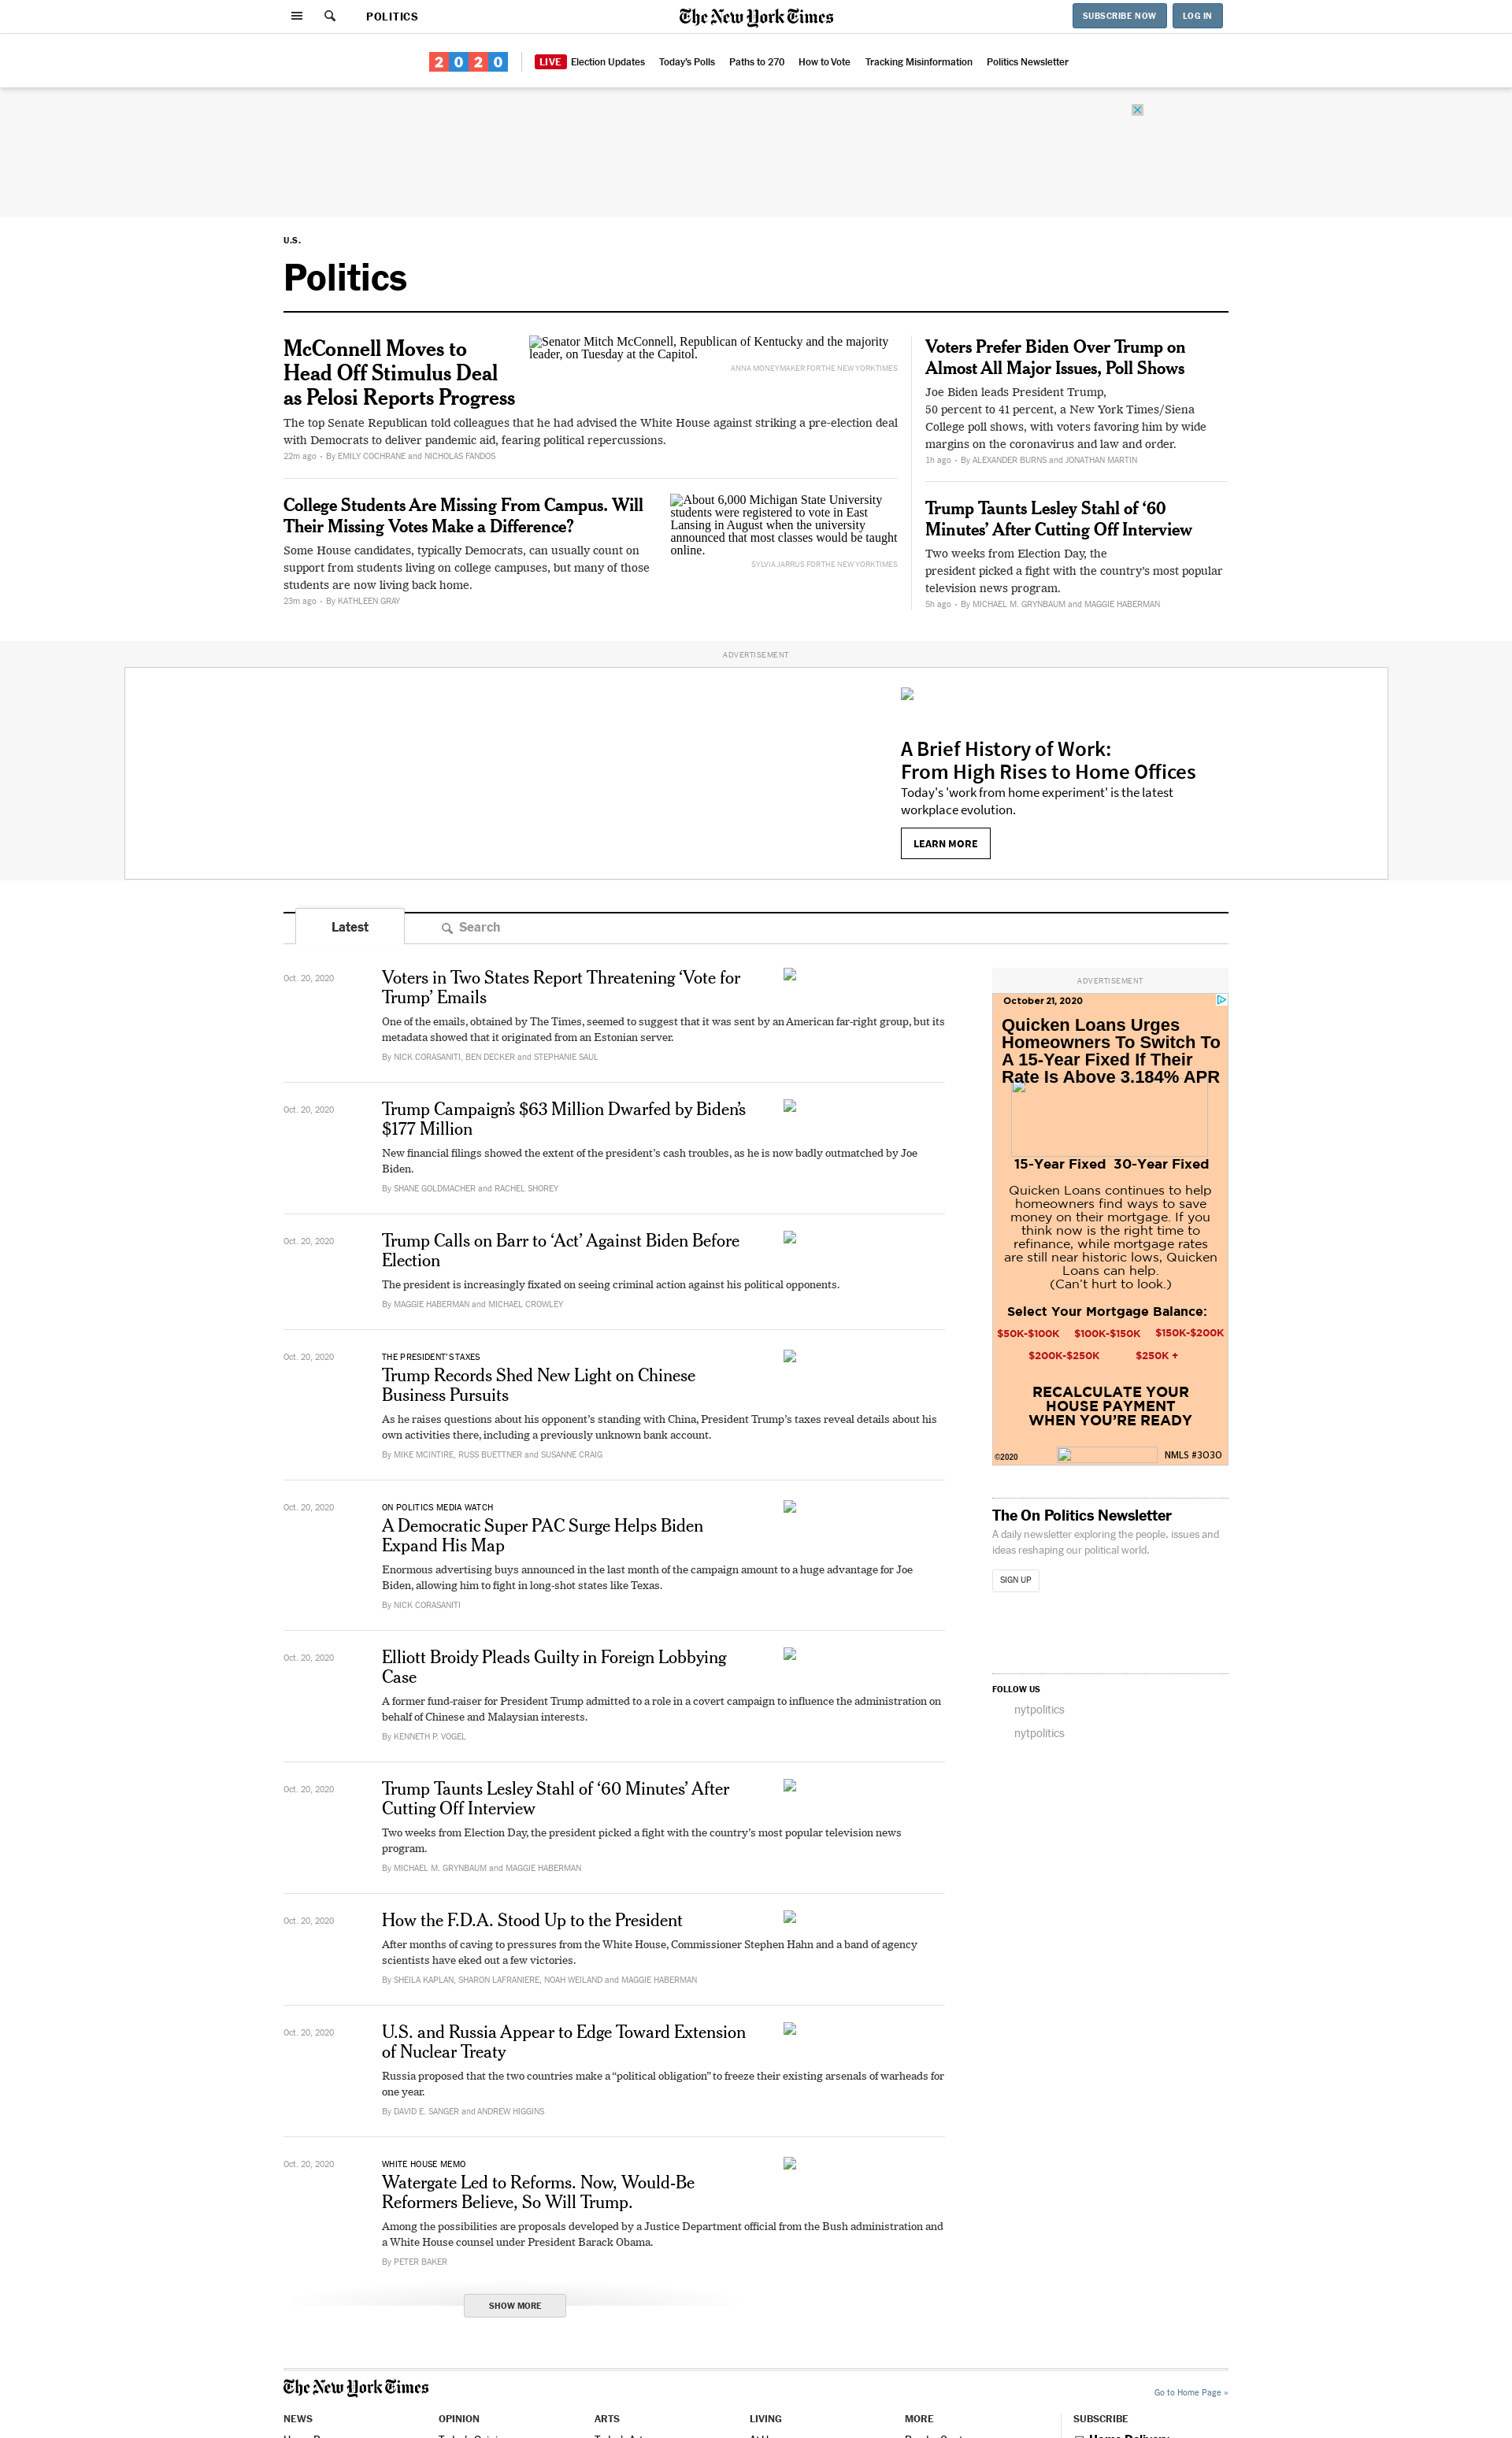 POLITICS
The New York Times
SUBSCRIBE NOW
LOG IN
2020
LIVE Election Updates
Today's Polls
Paths to 270
How to Vote
Tracking Misinformation
Politics Newsletter
U.S.
Politics
McConnell Moves to
Head Off Stimulus Deal
as Pelosi Reports Progress
Senator Mitch McConnell, Republican of Kentucky and the majority
leader, on Tuesday at the Capitol.
ANNA MONEYMAKER FOR THE NEW YORK TIMES
The top Senate Republican told colleagues that he had advised the White House against striking a pre-election deal
with Democrats to deliver pandemic aid, fearing political repercussions.
22m ago • By EMILY COCHRANE and NICHOLAS FANDOS
College Students Are Missing From Campus. Will
Their Missing Votes Make a Difference?
Some House candidates, typically Democrats, can usually count on
support from students living on college campuses, but many of those
students are now living back home.
23m ago • By KATHLEEN GRAY
About 6,000 Michigan State University
students were registered to vote in East
Lansing in August when the university
announced that most classes would be taught
online.
SYLVIA JARRUS FOR THE NEW YORK TIMES
Voters Prefer Biden Over Trump on
Almost All Major Issues, Poll Shows
Joe Biden leads President Trump,
50 percent to 41 percent, a New York Times/Siena
College poll shows, with voters favoring him by wide
margins on the coronavirus and law and order.
1h ago • By ALEXANDER BURNS and JONATHAN MARTIN
Trump Taunts Lesley Stahl of ‘60
Minutes’ After Cutting Off Interview
Two weeks from Election Day, the
president picked a fight with the country’s most popular
television news program.
5h ago • By MICHAEL M. GRYNBAUM and MAGGIE HABERMAN
ADVERTISEMENT
A Brief History of Work:
From High Rises to Home Offices
Today's 'work from home experiment' is the latest
workplace evolution.
LEARN MORE
Latest
Search
Oct. 20, 2020
Voters in Two States Report Threatening ‘Vote for
Trump’ Emails
One of the emails, obtained by The Times, seemed to suggest that it was sent by an American far-right group, but its
metadata showed that it originated from an Estonian server.
By NICK CORASANITI, BEN DECKER and STEPHANIE SAUL
Oct. 20, 2020
Trump Campaign’s $63 Million Dwarfed by Biden’s
$177 Million
New financial filings showed the extent of the president’s cash troubles, as he is now badly outmatched by Joe
Biden.
By SHANE GOLDMACHER and RACHEL SHOREY
Oct. 20, 2020
Trump Calls on Barr to ‘Act’ Against Biden Before
Election
The president is increasingly fixated on seeing criminal action against his political opponents.
By MAGGIE HABERMAN and MICHAEL CROWLEY
Oct. 20, 2020
THE PRESIDENT’S TAXES
Trump Records Shed New Light on Chinese
Business Pursuits
As he raises questions about his opponent’s standing with China, President Trump’s taxes reveal details about his
own activities there, including a previously unknown bank account.
By MIKE MCINTIRE, RUSS BUETTNER and SUSANNE CRAIG
Oct. 20, 2020
ON POLITICS MEDIA WATCH
A Democratic Super PAC Surge Helps Biden
Expand His Map
Enormous advertising buys announced in the last month of the campaign amount to a huge advantage for Joe
Biden, allowing him to fight in long-shot states like Texas.
By NICK CORASANITI
Oct. 20, 2020
Elliott Broidy Pleads Guilty in Foreign Lobbying
Case
A former fund-raiser for President Trump admitted to a role in a covert campaign to influence the administration on
behalf of Chinese and Malaysian interests.
By KENNETH P. VOGEL
Oct. 20, 2020
Trump Taunts Lesley Stahl of ‘60 Minutes’ After
Cutting Off Interview
Two weeks from Election Day, the president picked a fight with the country’s most popular television news
program.
By MICHAEL M. GRYNBAUM and MAGGIE HABERMAN
Oct. 20, 2020
How the F.D.A. Stood Up to the President
After months of caving to pressures from the White House, Commissioner Stephen Hahn and a band of agency
scientists have eked out a few victories.
By SHEILA KAPLAN, SHARON LAFRANIERE, NOAH WEILAND and MAGGIE HABERMAN
Oct. 20, 2020
U.S. and Russia Appear to Edge Toward Extension
of Nuclear Treaty
Russia proposed that the two countries make a “political obligation” to freeze their existing arsenals of warheads for
one year.
By DAVID E. SANGER and ANDREW HIGGINS
Oct. 20, 2020
WHITE HOUSE MEMO
Watergate Led to Reforms. Now, Would-Be
Reformers Believe, So Will Trump.
Among the possibilities are proposals developed by a Justice Department official from the Bush administration and
a White House counsel under President Barack Obama.
By PETER BAKER
SHOW MORE
ADVERTISEMENT
October 21, 2020
Quicken Loans Urges
Homeowners To Switch To
A 15-Year Fixed If Their
Rate Is Above 3.184% APR
15-Year Fixed 30-Year Fixed
Quicken Loans continues to help
homeowners find ways to save
money on their mortgage. If you
think now is the right time to
refinance, while mortgage rates
are still near historic lows, Quicken
Loans can help.
(Can’t hurt to look.)
Select Your Mortgage Balance:
$50K-$100K $100K-$150K $150K-$200K
$200K-$250K $250K +
RECALCULATE YOUR
HOUSE PAYMENT
WHEN YOU’RE READY
©2020 NMLS #3030
The On Politics Newsletter
A daily newsletter exploring the people, issues and
ideas reshaping our political world.
SIGN UP
FOLLOW US
nytpolitics
nytpolitics
The New York Times
Go to Home Page »
NEWS
OPINION
ARTS
LIVING
MORE
SUBSCRIBE